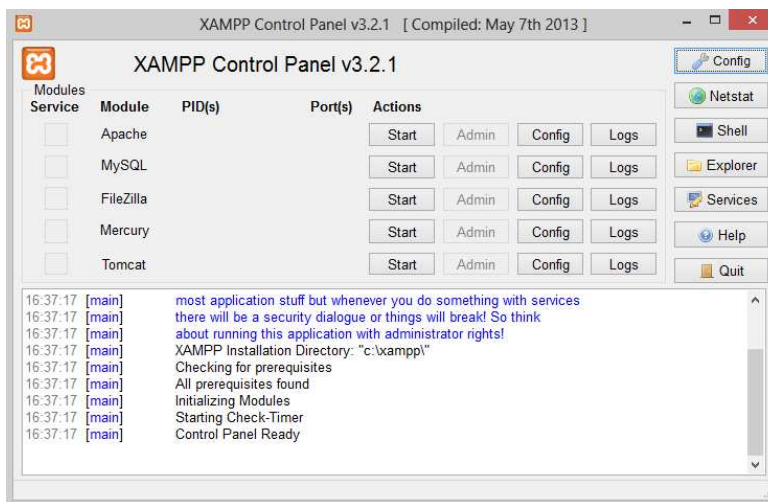 XAMPP Control Panel v3.2.1 [ Compiled: May 7th 2013 ]
XAMPP Control Panel v3.2.1
Config
Modules
Service Module PID(s) Port(s) Actions
Netstat
Apache Start Admin Config Logs
Shell
MySQL Start Admin Config Logs
Explorer
FileZilla Start Admin Config Logs
Services
Mercury Start Admin Config Logs
Help
Tomcat Start Admin Config Logs
Quit
16:37:17 [main] most application stuff but whenever you do something with services
16:37:17 [main] there will be a security dialogue or things will break! So think
16:37:17 [main] about running this application with administrator rights!
16:37:17 [main] XAMPP Installation Directory: "c:\xampp\"
16:37:17 [main] Checking for prerequisites
16:37:17 [main] All prerequisites found
16:37:17 [main] Initializing Modules
16:37:17 [main] Starting Check-Timer
16:37:17 [main] Control Panel Ready